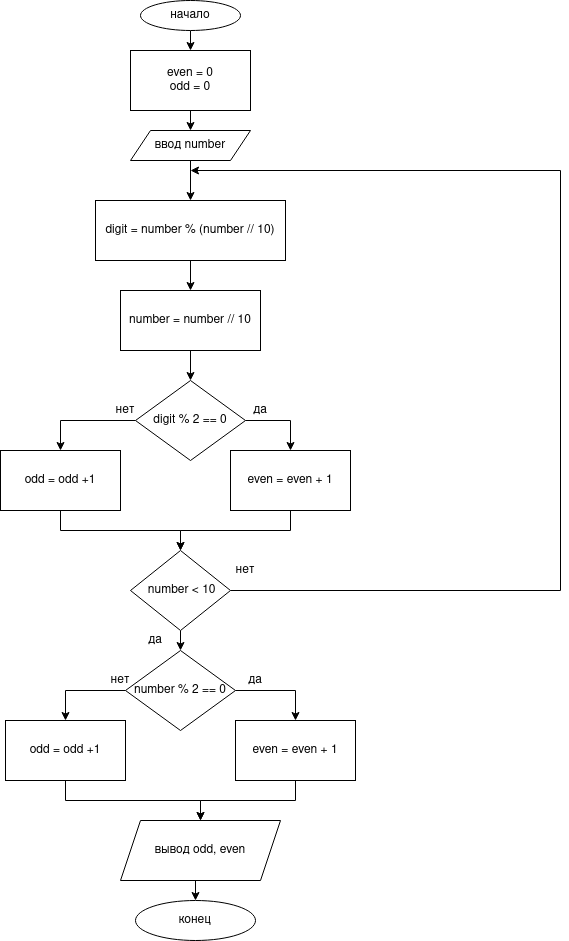 начало
even = 0
odd = 0
ввод number
digit = number % (number // 10)
number = number // 10
нет
digit % 2 == 0
да
odd = odd +1
even = even + 1
number < 10
нет
да
нет
number % 2 == 0
да
odd = odd +1
even = even + 1
вывод odd, even
конец